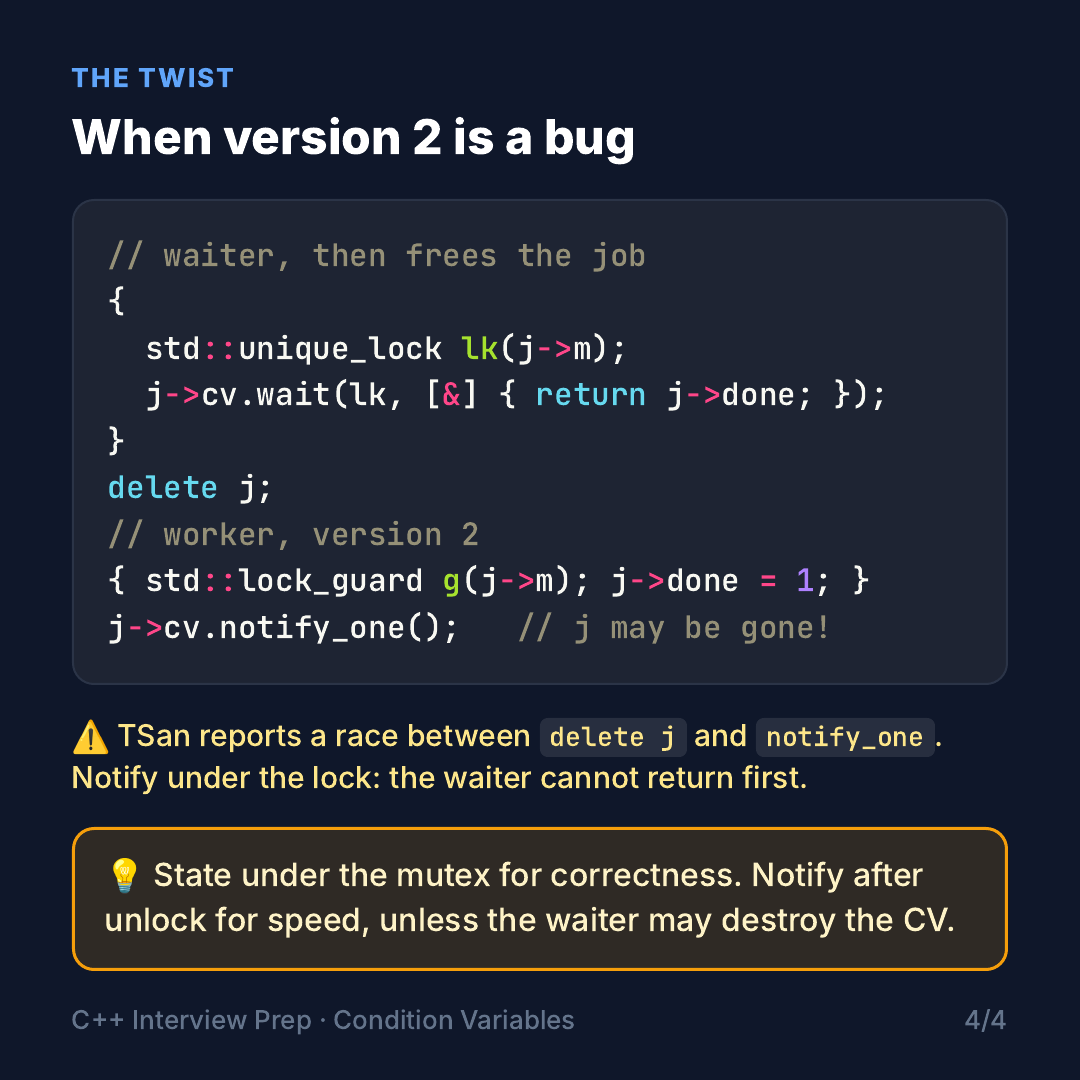 THE TWIST
When version 2 is a bug
// waiter, then frees the job
{
  std::unique_lock lk(j->m);
  j->cv.wait(lk, [&] { return j->done; });
}
delete j;
// worker, version 2
{ std::lock_guard g(j->m); j->done = 1; }
j->cv.notify_one();   // j may be gone!
⚠️ TSan reports a race between delete j and notify_one.
Notify under the lock: the waiter cannot return first.
💡 State under the mutex for correctness. Notify after
unlock for speed, unless the waiter may destroy the CV.
C++ Interview Prep · Condition Variables
4/4